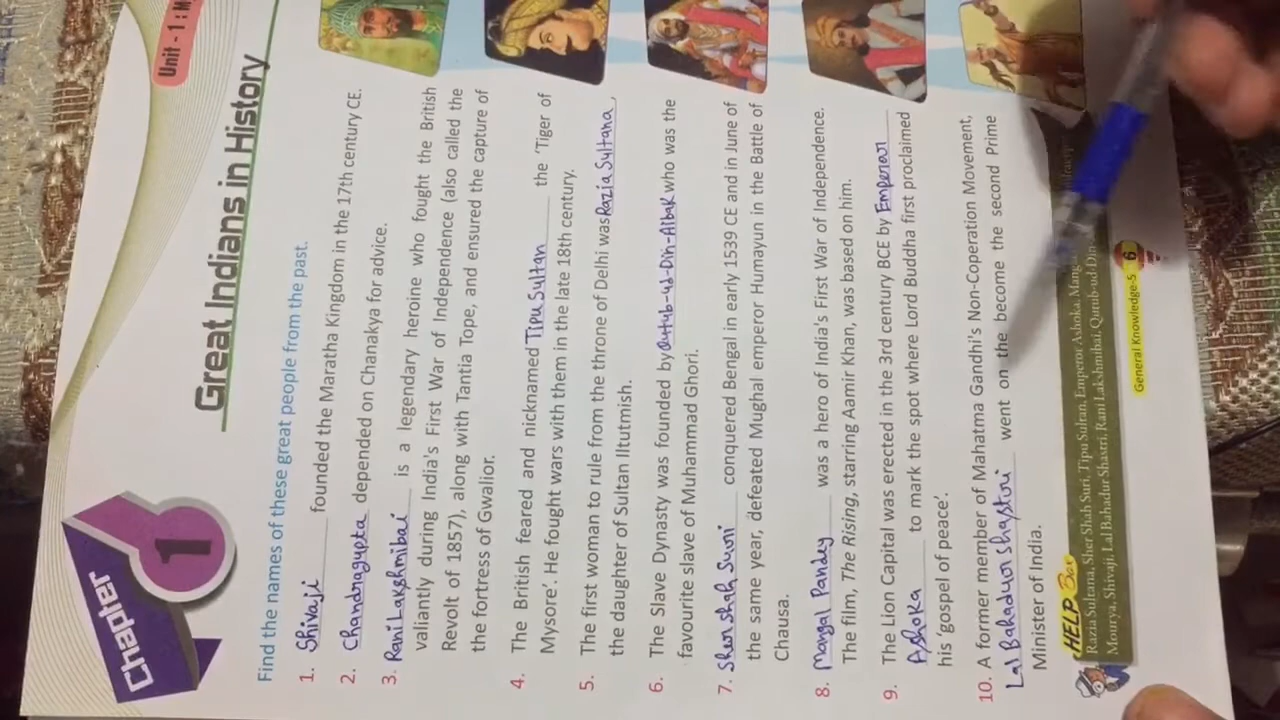 Unit - 1 :
Chapter 1
Great Indians in History
Find the names of these great people from the past.
1. Shivaji founded the Maratha Kingdom in the 17th century CE.
2. Chandragupta depended on Chanakya for advice.
3. Rani Lakshmibai is a legendary heroine who fought the British
valiantly during India's First War of Independence (also called the
Revolt of 1857), along with Tantia Tope, and ensured the capture of
the fortress of Gwalior.
4. The British feared and nicknamed Tipu Sultan the 'Tiger of
Mysore'. He fought wars with them in the late 18th century.
5. The first woman to rule from the throne of Delhi was Razia Sultana,
the daughter of Sultan Iltutmish.
6. The Slave Dynasty was founded by Qutub-ud-Din-Aibak who was the
favourite slave of Muhammad Ghori.
7. Sher shah Suri conquered Bengal in early 1539 CE and in June of
the same year, defeated Mughal emperor Humayun in the Battle of
Chausa.
8. Mangal Pandey was a hero of India's First War of Independence.
The film, The Rising, starring Aamir Khan, was based on him.
9. The Lion Capital was erected in the 3rd century BCE by Emperor
Ashoka to mark the spot where Lord Buddha first proclaimed
his 'gospel of peace'.
10. A former member of Mahatma Gandhi's Non-Coperation Movement,
Lal Bahadur Shastri went on the become the second Prime
Minister of India.
HELP Box
Razia Sultana, Sher Shah Suri, Tipu Sultan, Emperor Ashoka,
Mourya, Shivaji, Lal Bahadur Shastri, Rani Lakshmibai, Qutub-ud-Din
General Knowledge-5 6